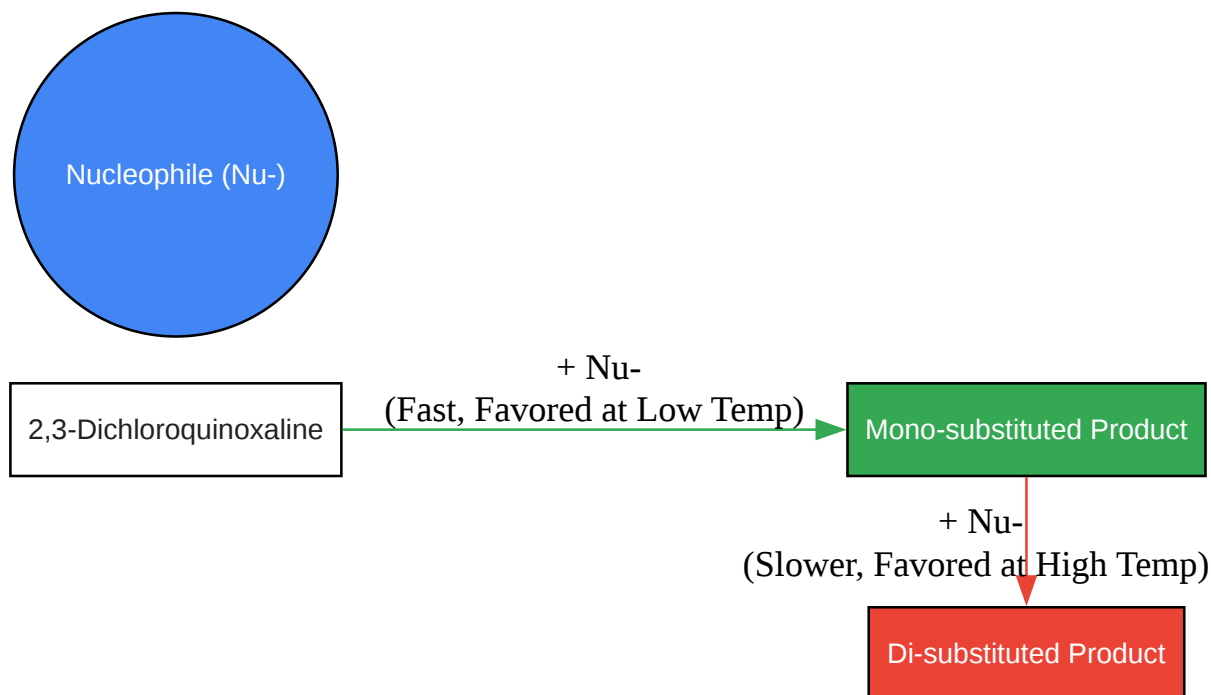 Nucleophile (Nu-)
+ Nu-
(Fast, Favored at Low Temp)
2,3-Dichloroquinoxaline
Mono-substituted Product
+ Nu-
(Slower, Favored at High Temp)
Di-substituted Product